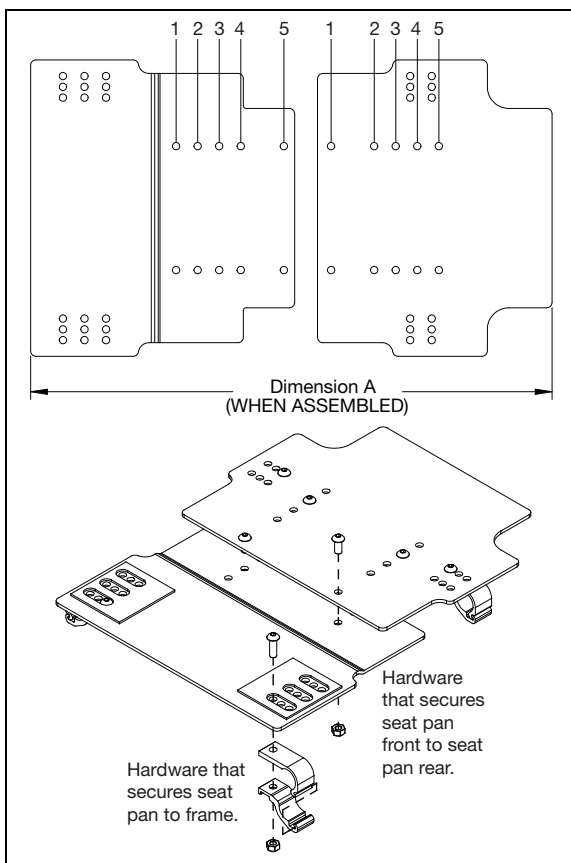 1 2 3 4 5 1 2 3 4 5
Dimension A
(WHEN ASSEMBLED)
Hardware
that secures
seat pan
front to seat
pan rear.
Hardware that
secures seat
pan to frame.